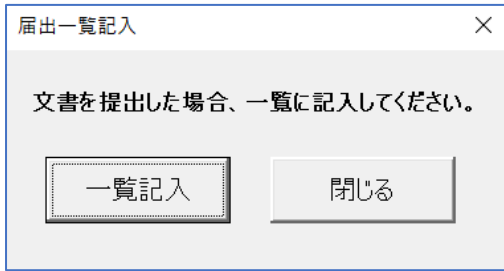 届出一覧記入
文書を提出した場合、一覧に記入してください。
一覧記入
閉じる